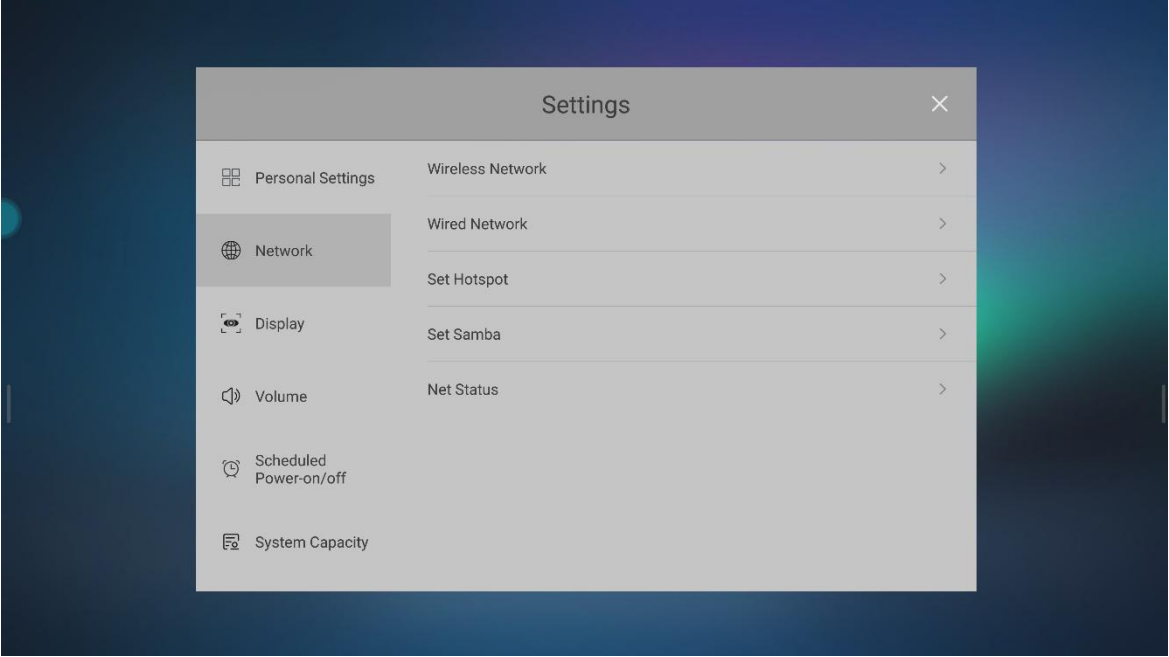 Settings
Personal Settings
Network
Display
Volume
Scheduled
Power-on/off
System Capacity
Wireless Network
Wired Network
Set Hotspot
Set Samba
Net Status